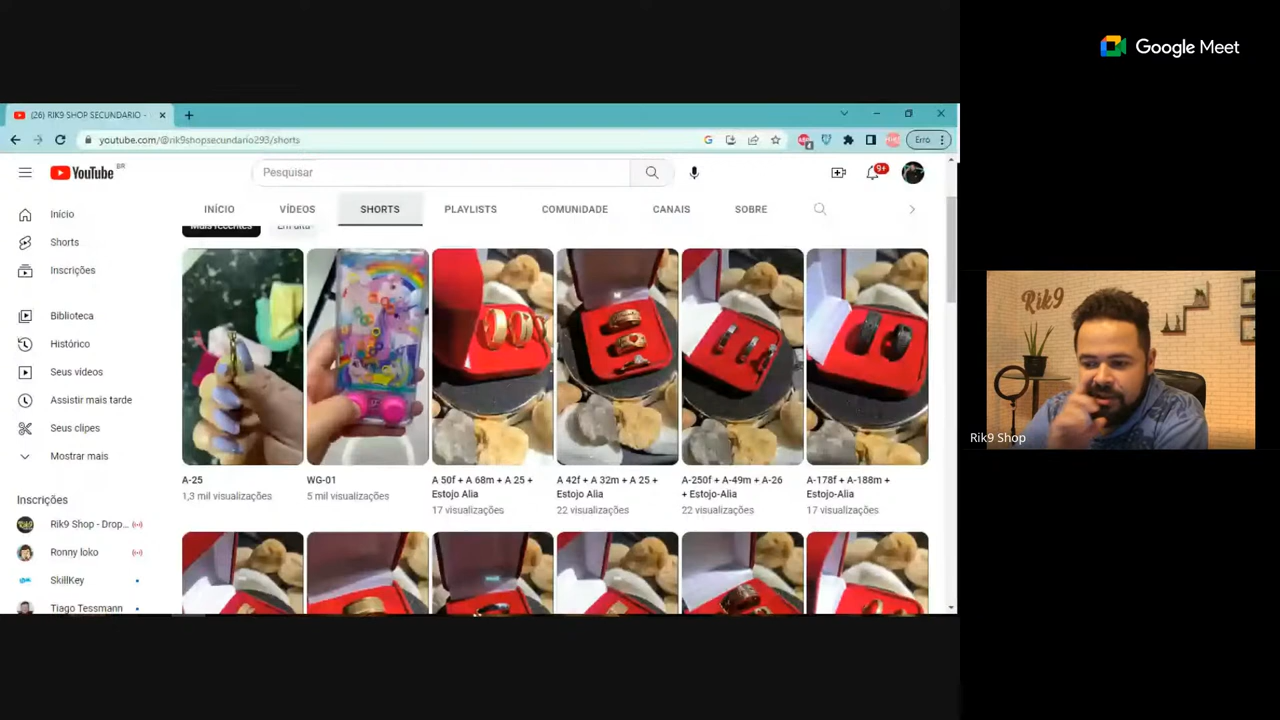 Google Meet
(26) RIK9 SHOP SECUNDARIO -
youtube.com/@rik9shopsecundario293/shorts
Erro
YouTube BR
Pesquisar
9+
INÍCIO
VÍDEOS
SHORTS
PLAYLISTS
COMUNIDADE
CANAIS
SOBRE
Mais recentes
Em alta
Início
Shorts
Inscrições
Biblioteca
Histórico
Seus vídeos
Assistir mais tarde
Seus clipes
Mostrar mais
Inscrições
Rik9 Shop - Drop...
Ronny loko
SkillKey
Tiago Tessmann
A-25
1,3 mil visualizações
WG-01
5 mil visualizações
A 50f + A 68m + A 25 +
Estojo Alia
17 visualizações
A 42f + A 32m + A 25 +
Estojo Alia
22 visualizações
A-250f + A-49m + A-26
+ Estojo-Alia
22 visualizações
A-178f + A-188m +
Estojo-Alia
17 visualizações
Rik9
Rik9 Shop